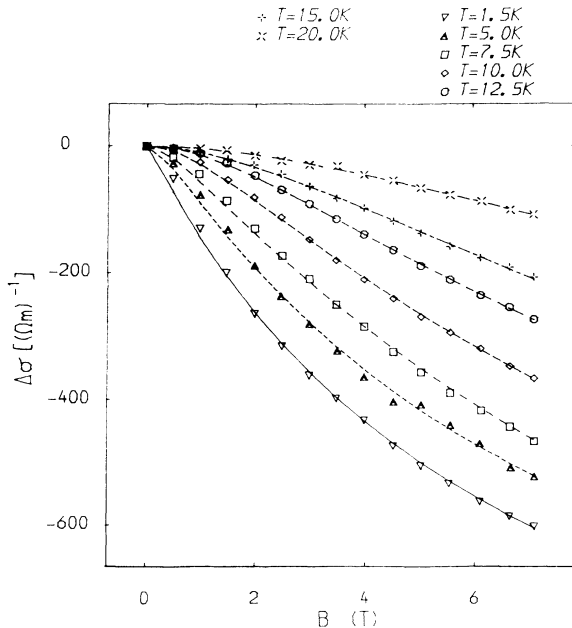 T=15.0K
T=20.0K
T=1.5K
T=5.0K
T=7.5K
T=10.0K
T=12.5K
0
-200
-400
-600
Δσ [(Ωm)⁻¹]
0 2 4 6
B (T)